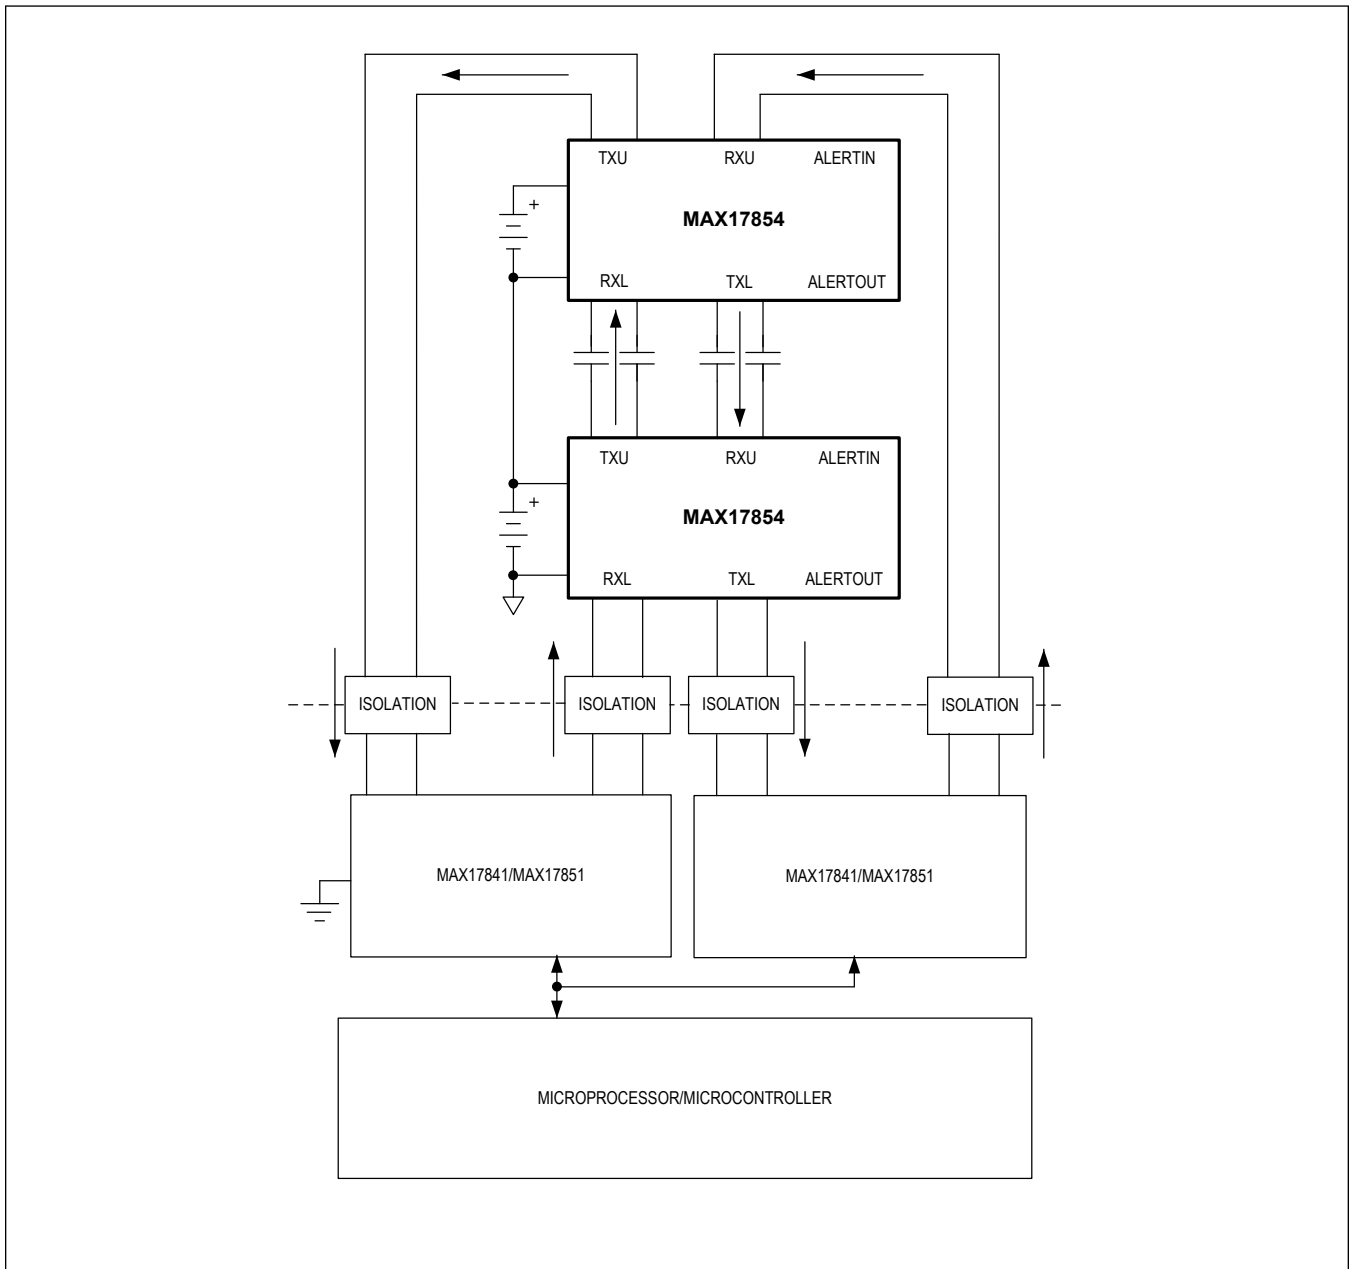 TXU RXU ALERTIN
MAX17854
+
RXL TXL ALERTOUT
TXU RXU ALERTIN
MAX17854
+
RXL TXL ALERTOUT
ISOLATION ISOLATION ISOLATION ISOLATION
MAX17841/MAX17851 MAX17841/MAX17851
MICROPROCESSOR/MICROCONTROLLER